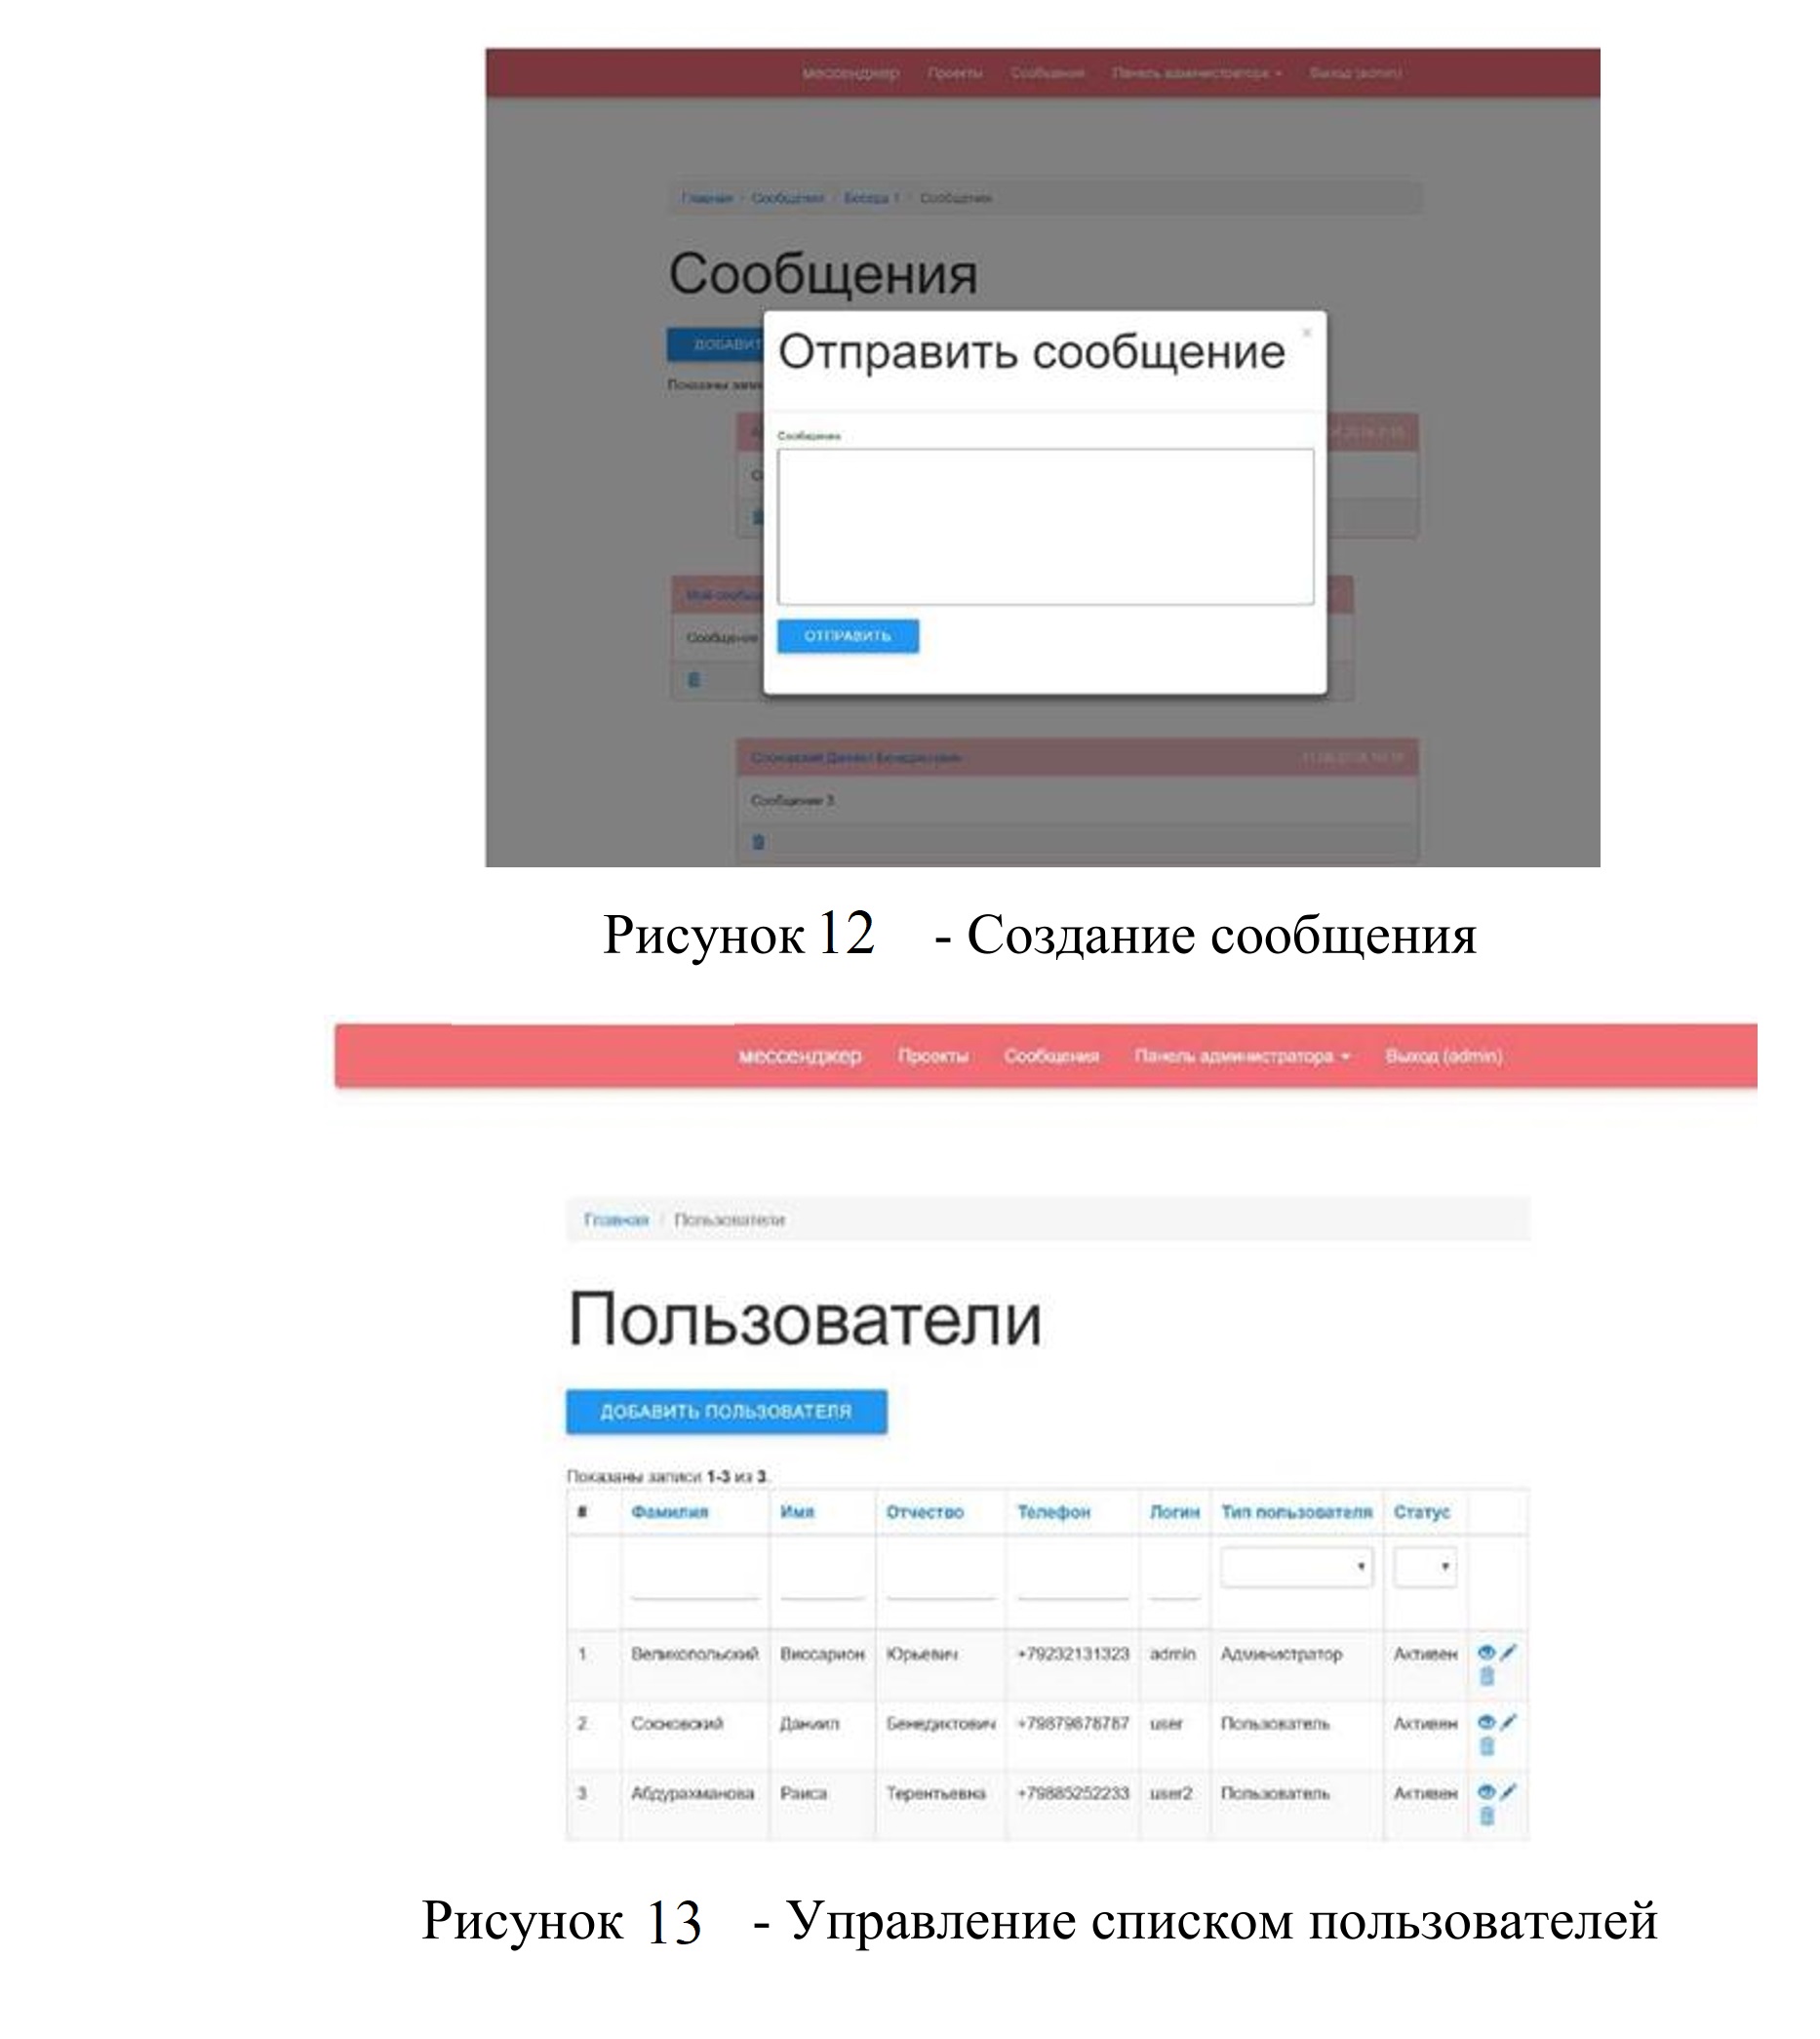 мессенджер Проекты Сообщения Панель администратора Выход (admin)
Главная / Сообщения / Беседа 1 / Сообщения
Сообщения
ДОБАВИТ
Показаны запи
Отправить сообщение ×
Сообщение
ОТПРАВИТЬ
Мой сообщ
Сообщение
Сосновский Даниил Бенедиктович
Сообщение 3
Рисунок 12 - Создание сообщения
мессенджер Проекты Сообщения Панель администратора Выход (admin)
Главная / Пользователи
Пользователи
ДОБАВИТЬ ПОЛЬЗОВАТЕЛЯ
Показаны записи 1-3 из 3.
# Фамилия Имя Отчество Телефон Логин Тип пользователя Статус
1 Великопольский Виссарион Юрьевич +79232131323 admin Администратор Активен
2 Сосновский Даниил Бенедиктович +79879878787 user Пользователь Активен
3 Абдурахманова Раиса Терентьевна +79885252233 user2 Пользователь Активен
Рисунок 13 - Управление списком пользователей